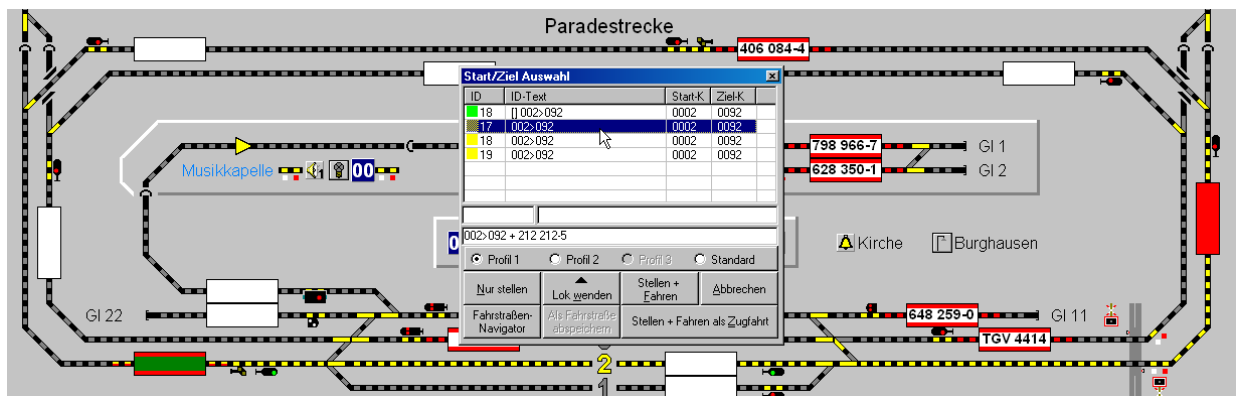 Paradestrecke
406 084-4
Start/Ziel Auswahl
ID ID-Text Start-K Ziel-K
18 [] 002>092 0002 0092
17 002>092 0002 0092
18 002>092 0002 0092
19 002>092 0002 0092
798 966-7 Gl 1
Musikkapelle 1 00
628 350-1 Gl 2
002>092 + 212 212-5
0
Kirche Burghausen
Profil 1 Profil 2 Profil 3 Standard
Nur stellen Lok wenden Stellen + Fahren Abbrechen
Gl 22
648 259-0 Gl 11
Fahrstraßen-Navigator Als Fahrstraße abspeichern Stellen + Fahren als Zugfahrt
TGV 4414
2
1